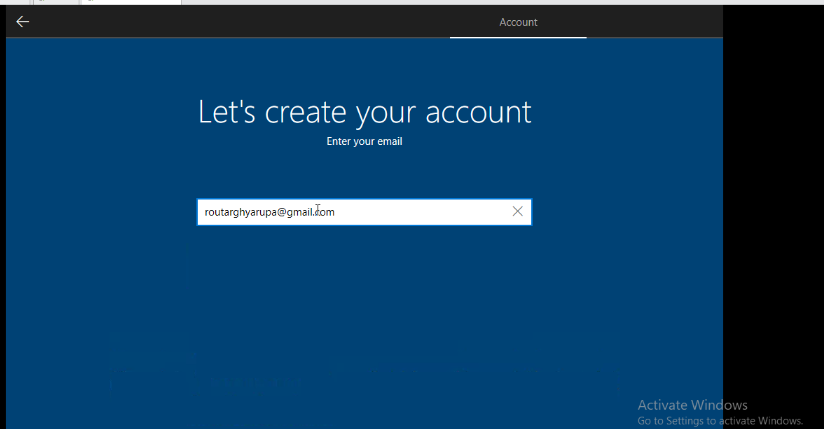 Account
Let's create your account
Enter your email
routarghyarupa@gmail.com
Activate Windows
Go to Settings to activate Windows.